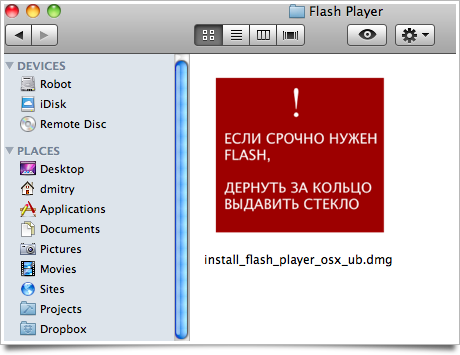 Flash Player
DEVICES
Robot
iDisk
Remote Disc
PLACES
Desktop
dmitry
Applications
Documents
Pictures
Movies
Sites
Projects
Dropbox
!
ЕСЛИ СРОЧНО НУЖЕН
FLASH,
ДЕРНУТЬ ЗА КОЛЬЦО
ВЫДАВИТЬ СТЕКЛО
install_flash_player_osx_ub.dmg